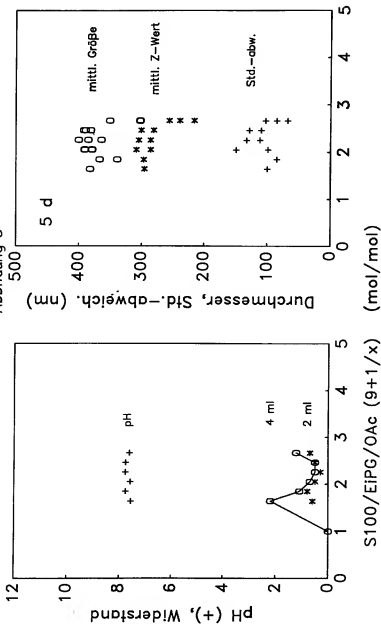 Abbildung
pH (+), Widerstand
12
10
8
6
4
2
0
pH
4 ml
2 ml
0 1 2 3 4 5
S100/EiPG/OAc (9+1/x)
Durchmesser, Std.-abweich. (nm)
500
400
300
200
100
0
5 d
mittl. Größe
mittl. Z-Wert
Std.-abw.
0 1 2 3 4 5
(mol/mol)